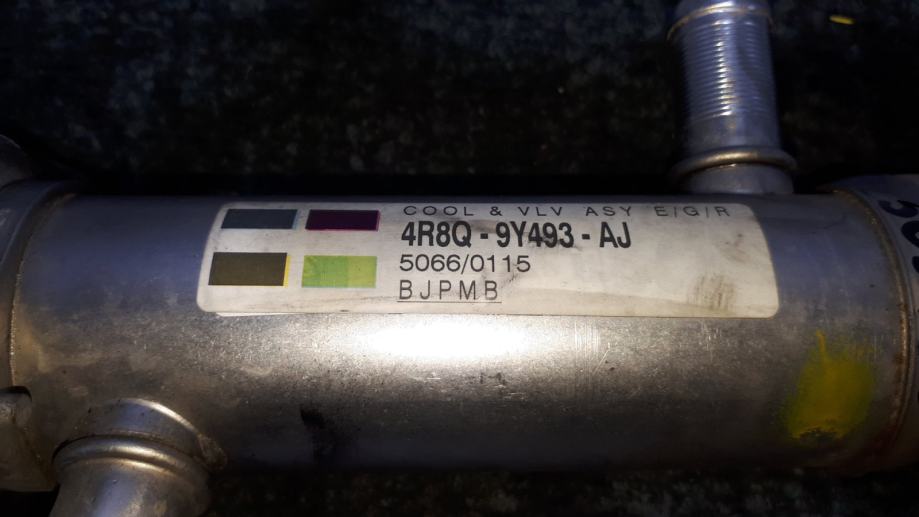 COOL & VLV ASY E/G/R
4R8Q - 9Y493 - AJ
5066/0115
BJPMB